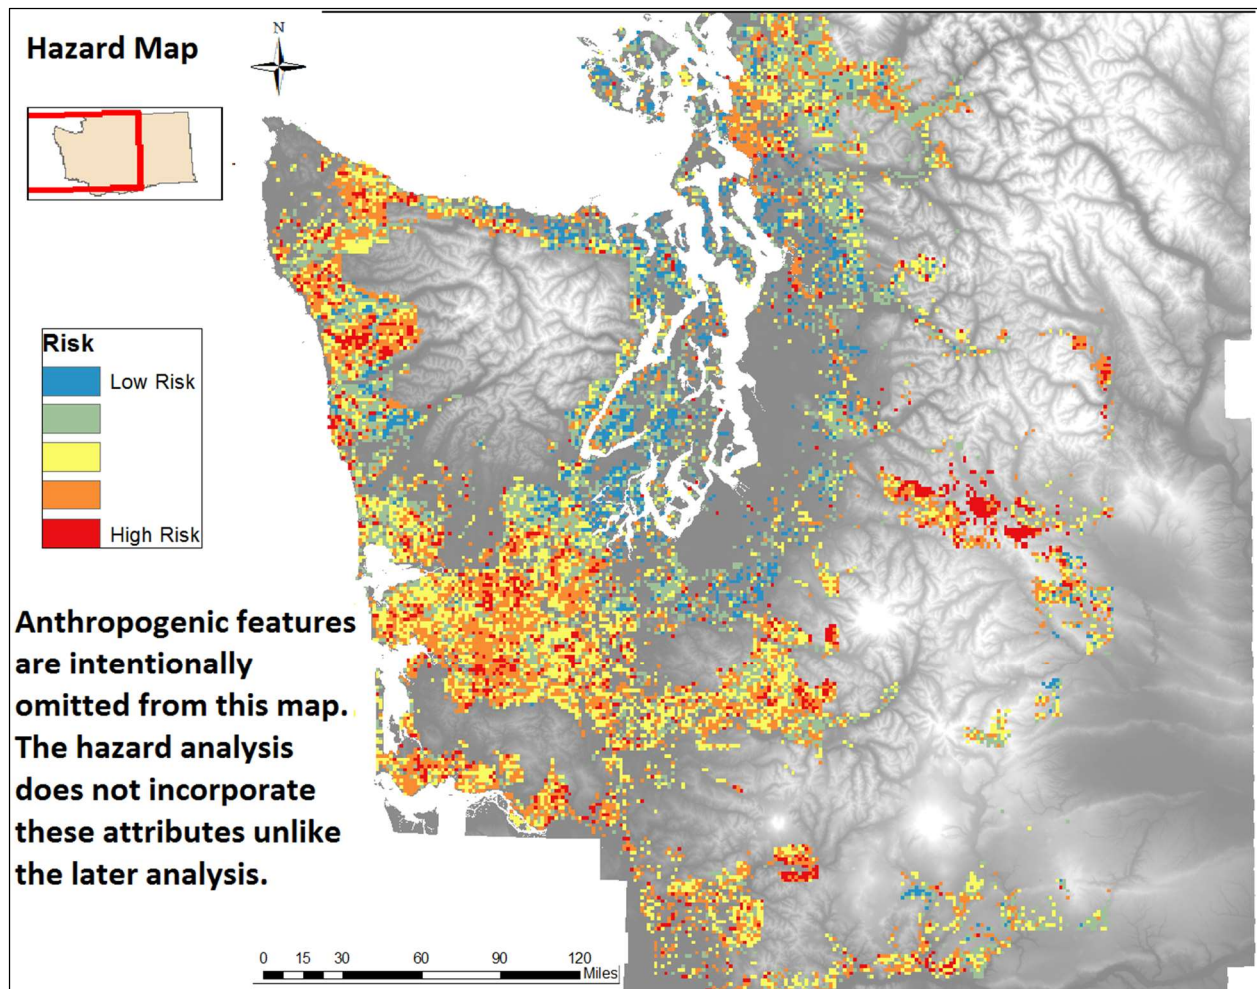 Hazard Map
N
Risk
Low Risk
High Risk
Anthropogenic features
are intentionally
omitted from this map.
The hazard analysis
does not incorporate
these attributes unlike
the later analysis.
0 15 30 60 90 120
Miles